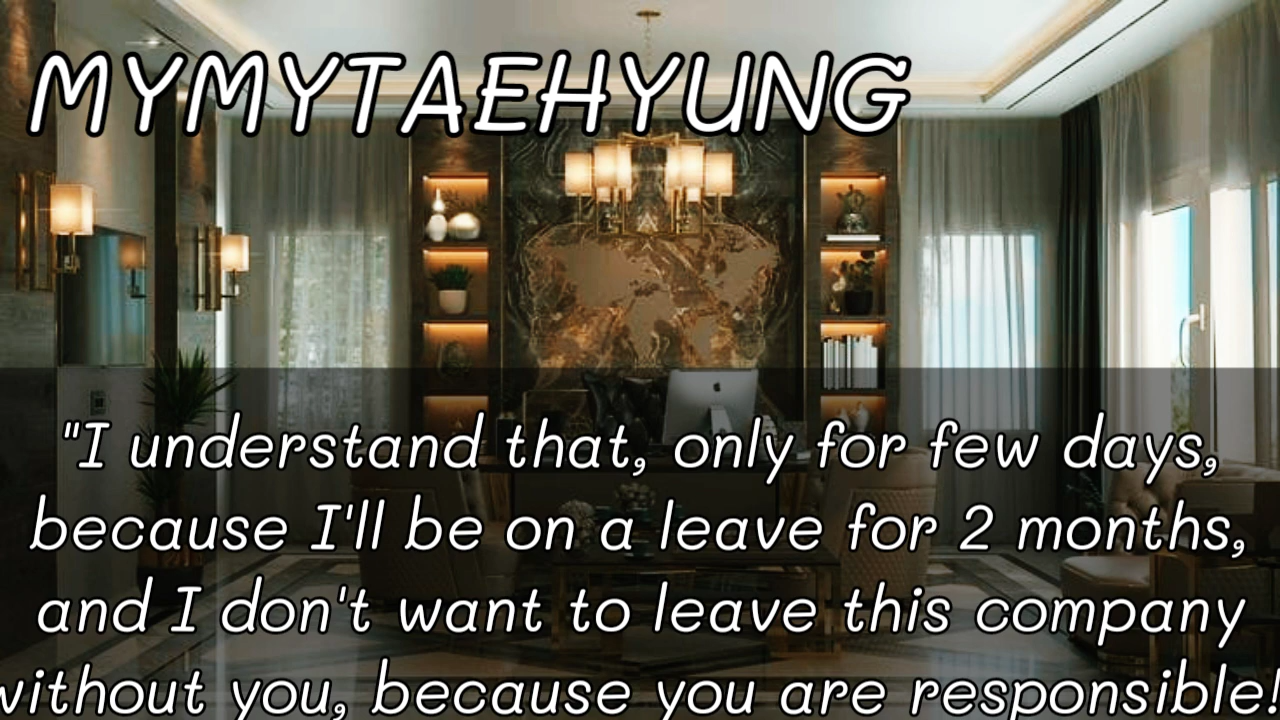 MYMYTAEHYUNG
"I understand that, only for few days,
because I'll be on a leave for 2 months,
and I don't want to leave this company
without you, because you are responsible!